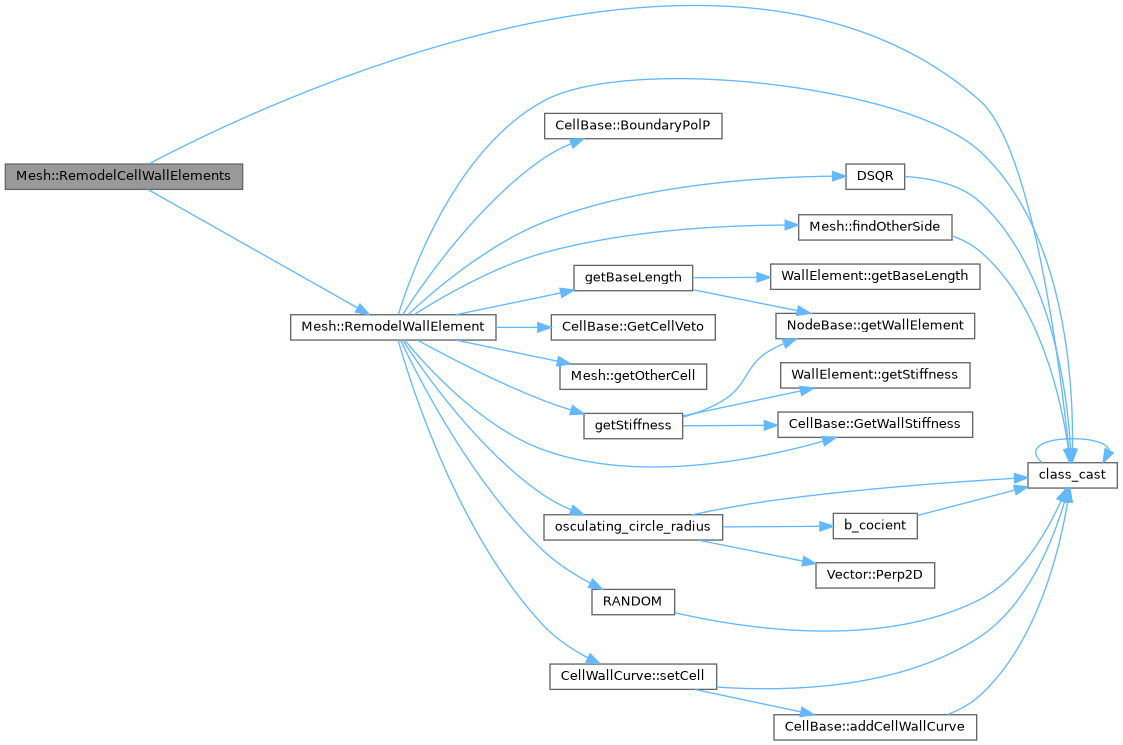 Mesh::RemodelCellWallElements
Mesh::RemodelWallElement
CellBase::BoundaryPolP
DSQR
Mesh::findOtherSide
getBaseLength
WallElement::getBaseLength
CellBase::GetCellVeto
NodeBase::getWallElement
Mesh::getOtherCell
WallElement::getStiffness
getStiffness
CellBase::GetWallStiffness
class_cast
osculating_circle_radius
b_cocient
Vector::Perp2D
RANDOM
CellWallCurve::setCell
CellBase::addCellWallCurve